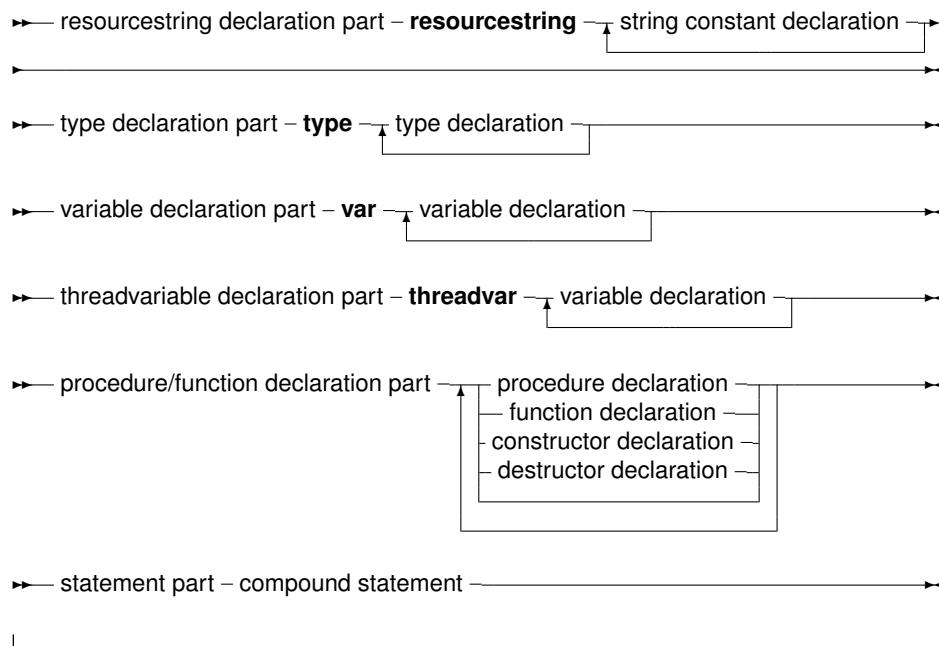 resourcestring declaration part – resourcestring – string constant declaration
type declaration part – type – type declaration
variable declaration part – var – variable declaration
threadvariable declaration part – threadvar – variable declaration
procedure/function declaration part – procedure declaration
function declaration
constructor declaration
destructor declaration
statement part – compound statement